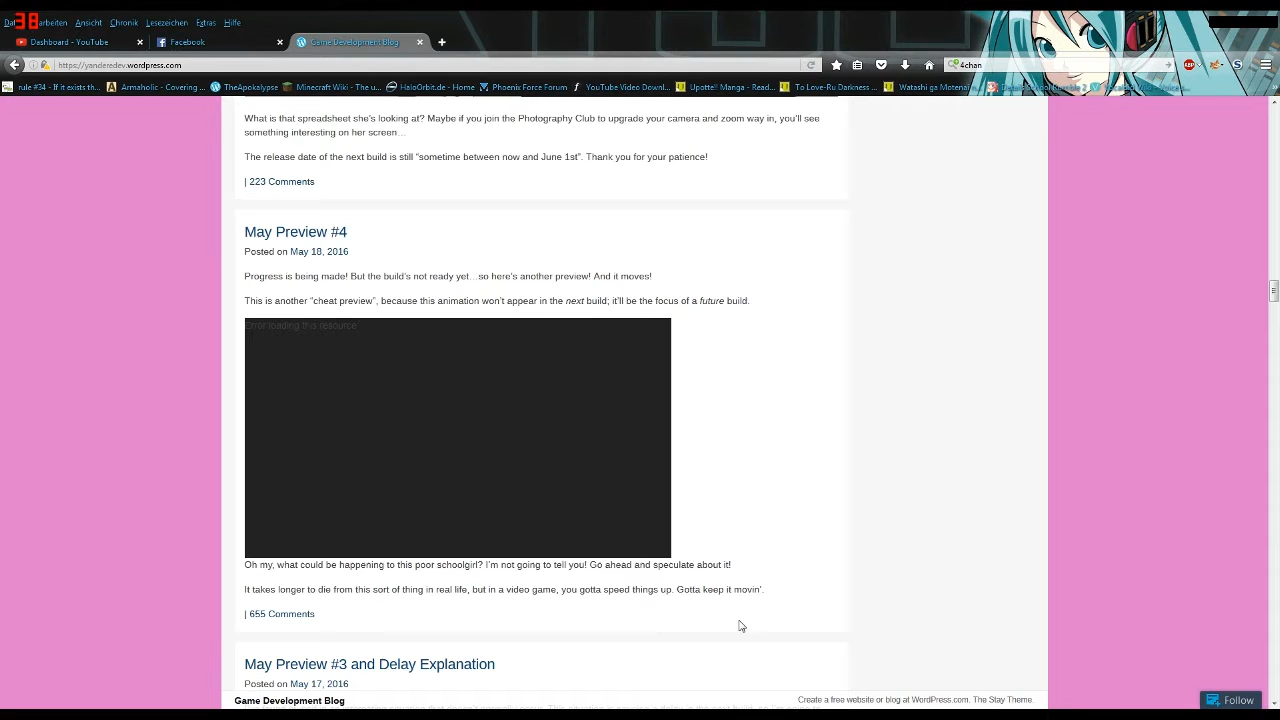 38
Dat arbeiten Ansicht Chronik Lesezeichen Extras Hilfe
Dashboard - YouTube
Facebook
Game Development Blog
https://yanderedev.wordpress.com
4chan
ABP
rule #34 - If it exists th...
Armaholic - Covering ...
TheApokalypse
Minecraft Wiki - The u...
HaloOrbit.de - Home
Phoenix Force Forum
YouTube Video Downl...
Upotte!! Manga - Read...
To Love-Ru Darkness ...
Watashi ga Motenai ...
What is that spreadsheet she's looking at? Maybe if you join the Photography Club to upgrade your camera and zoom way in, you'll see
something interesting on her screen…
The release date of the next build is still “sometime between now and June 1st”. Thank you for your patience!
| 223 Comments
May Preview #4
Posted on May 18, 2016
Progress is being made! But the build's not ready yet…so here's another preview! And it moves!
This is another “cheat preview”, because this animation won't appear in the next build; it'll be the focus of a future build.
Error loading this resource
Oh my, what could be happening to this poor schoolgirl? I'm not going to tell you! Go ahead and speculate about it!
It takes longer to die from this sort of thing in real life, but in a video game, you gotta speed things up. Gotta keep it movin'.
| 655 Comments
May Preview #3 and Delay Explanation
Posted on May 17, 2016
Game Development Blog
Create a free website or blog at WordPress.com. The Stay Theme.
Follow